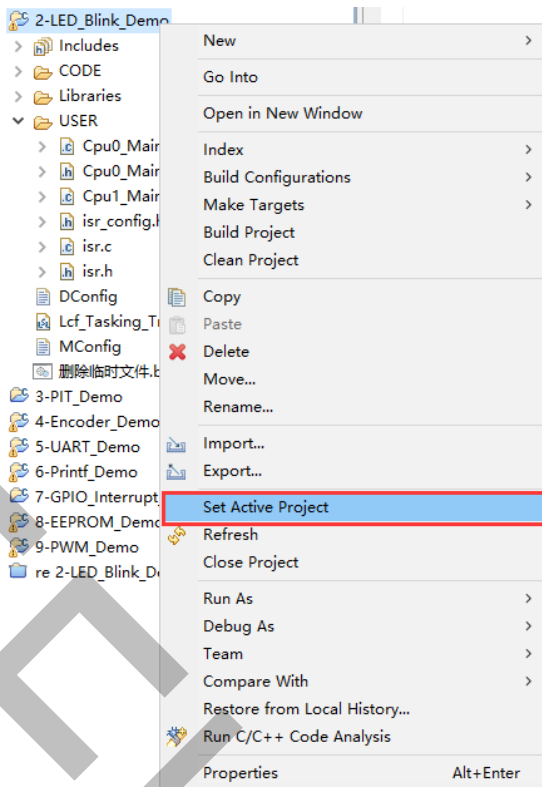 2-LED_Blink_Demo
Includes
CODE
Libraries
USER
Cpu0_Mair
Cpu0_Mair
Cpu1_Mair
isr_config.h
isr.c
isr.h
DConfig
Lcf_Tasking_Tr
MConfig
删除临时文件.b
3-PIT_Demo
4-Encoder_Demo
5-UART_Demo
6-Printf_Demo
7-GPIO_Interrupt_
8-EEPROM_Demo
9-PWM_Demo
re 2-LED_Blink_De
New
Go Into
Open in New Window
Index
Build Configurations
Make Targets
Build Project
Clean Project
Copy
Paste
Delete
Move...
Rename...
Import...
Export...
Set Active Project
Refresh
Close Project
Run As
Debug As
Team
Compare With
Restore from Local History...
Run C/C++ Code Analysis
Properties Alt+Enter